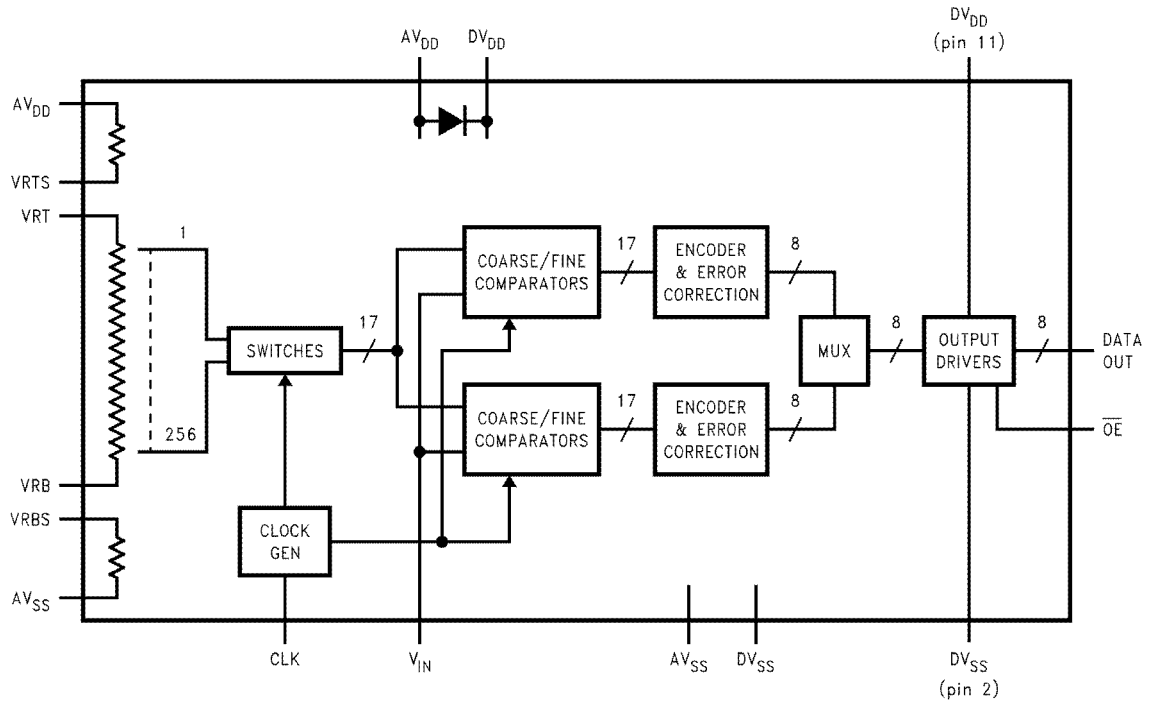 DV_DD
(pin 11)
AV_DD
DV_DD
AV_DD
VRTS
VRT
1
17
8
COARSE/FINE
COMPARATORS
ENCODER
& ERROR
CORRECTION
17
8
8
SWITCHES
MUX
OUTPUT
DRIVERS
DATA
OUT
17
8
COARSE/FINE
COMPARATORS
ENCODER
& ERROR
CORRECTION
OE
256
VRB
VRBS
CLOCK
GEN
AV_SS
CLK
V_IN
AV_SS
DV_SS
DV_SS
(pin 2)